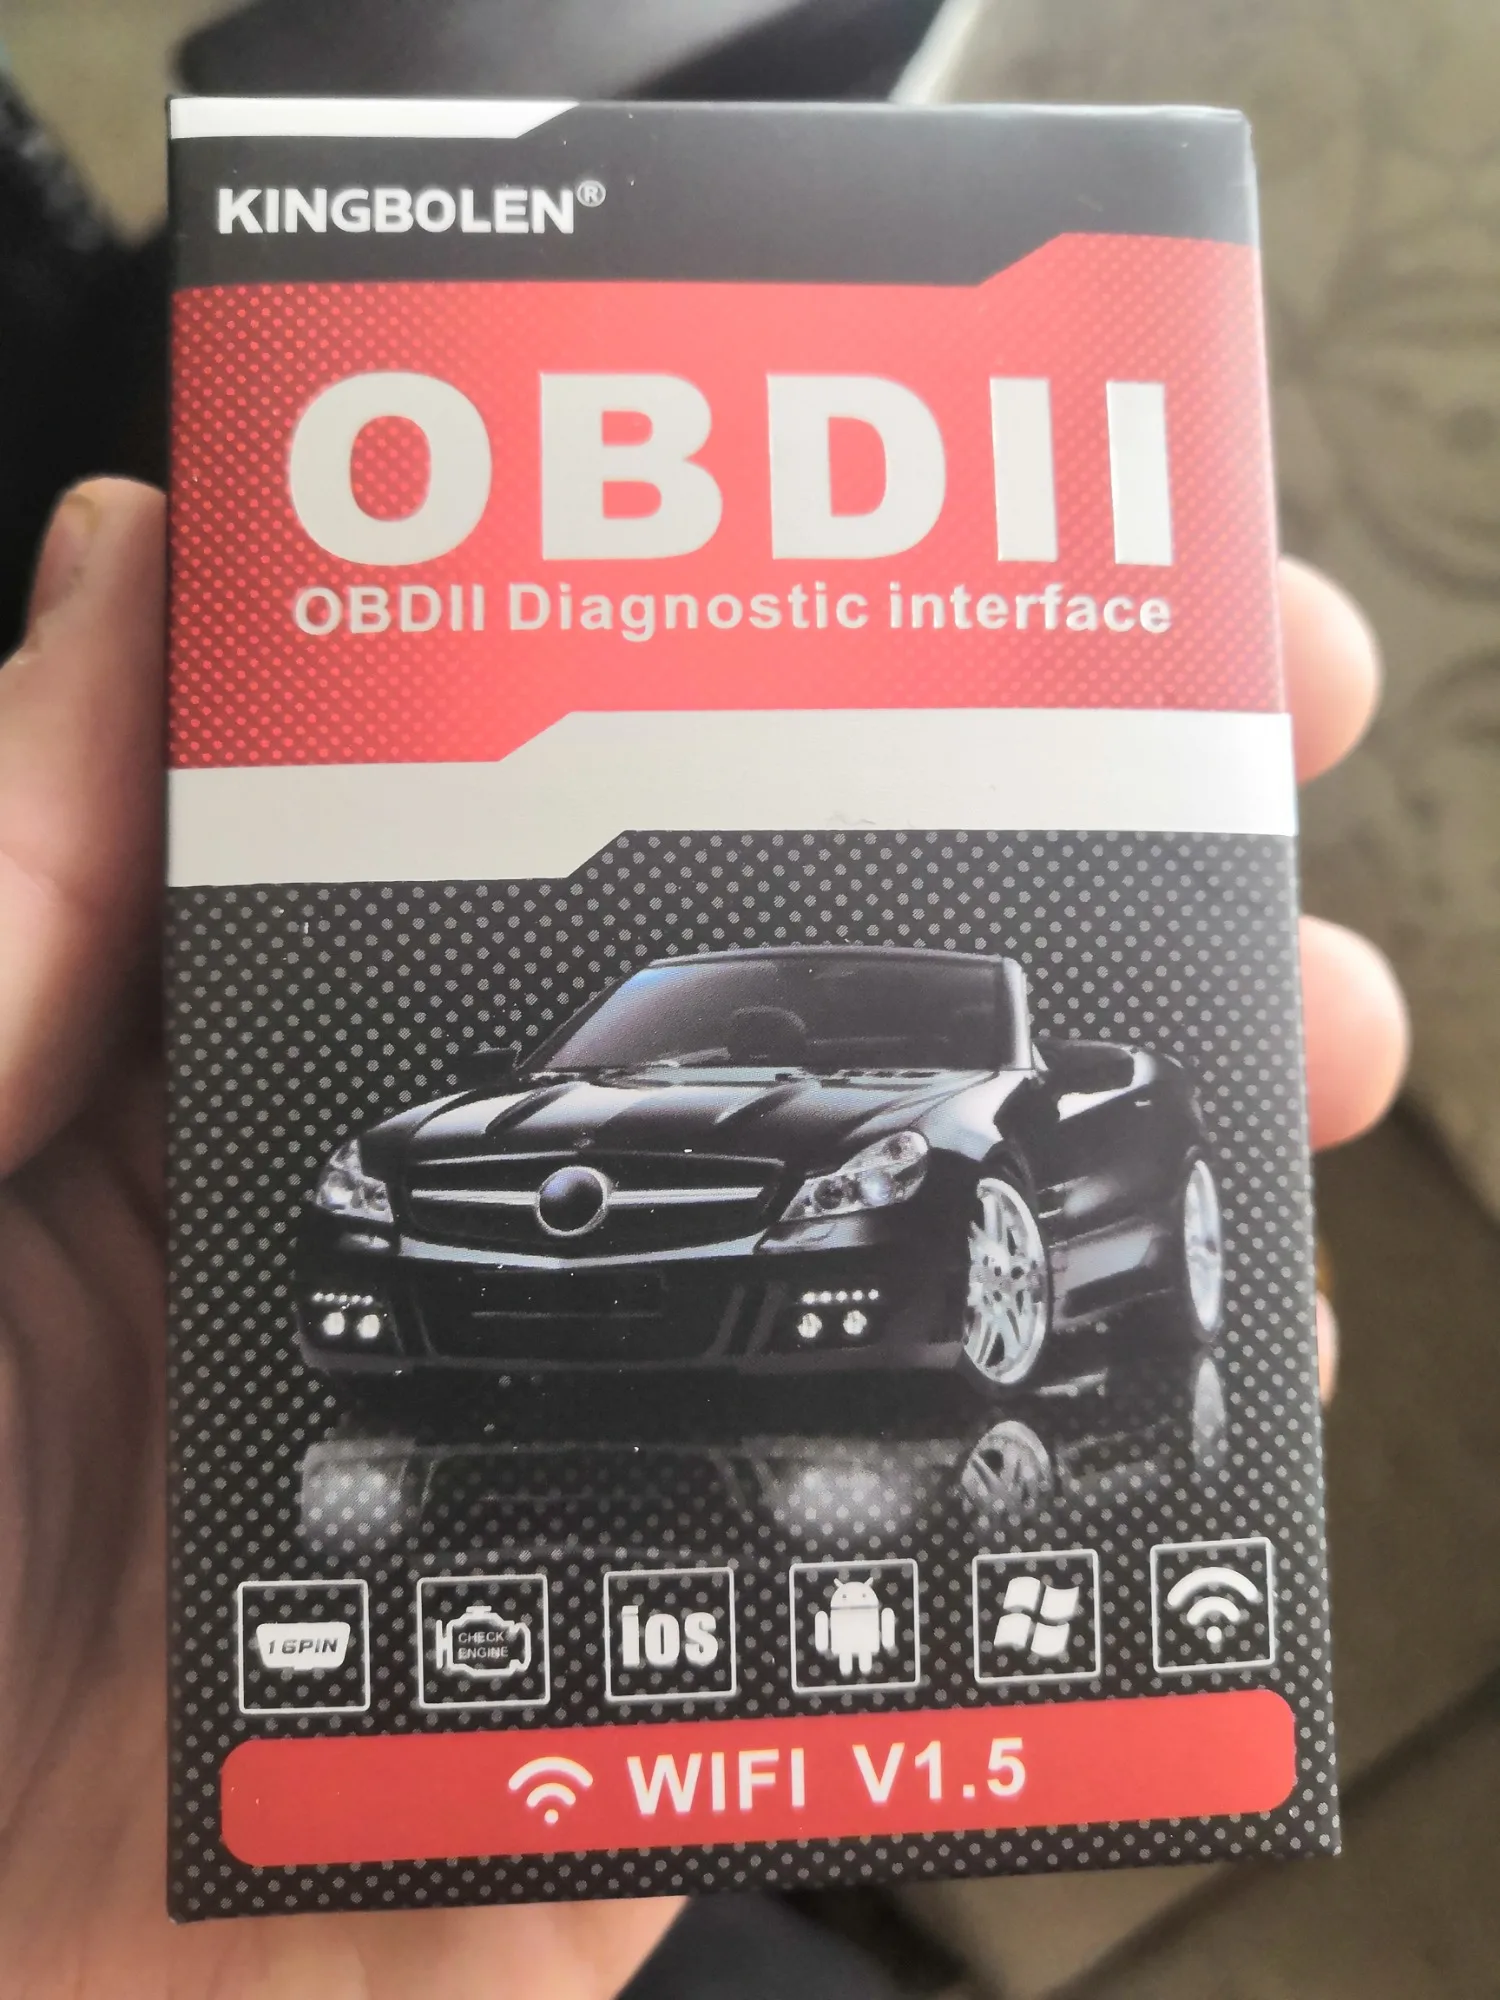 KINGBOLEN®
OBDII
OBDII Diagnostic interface
16PIN
CHECK
ENGINE
ios
WIFI V1.5